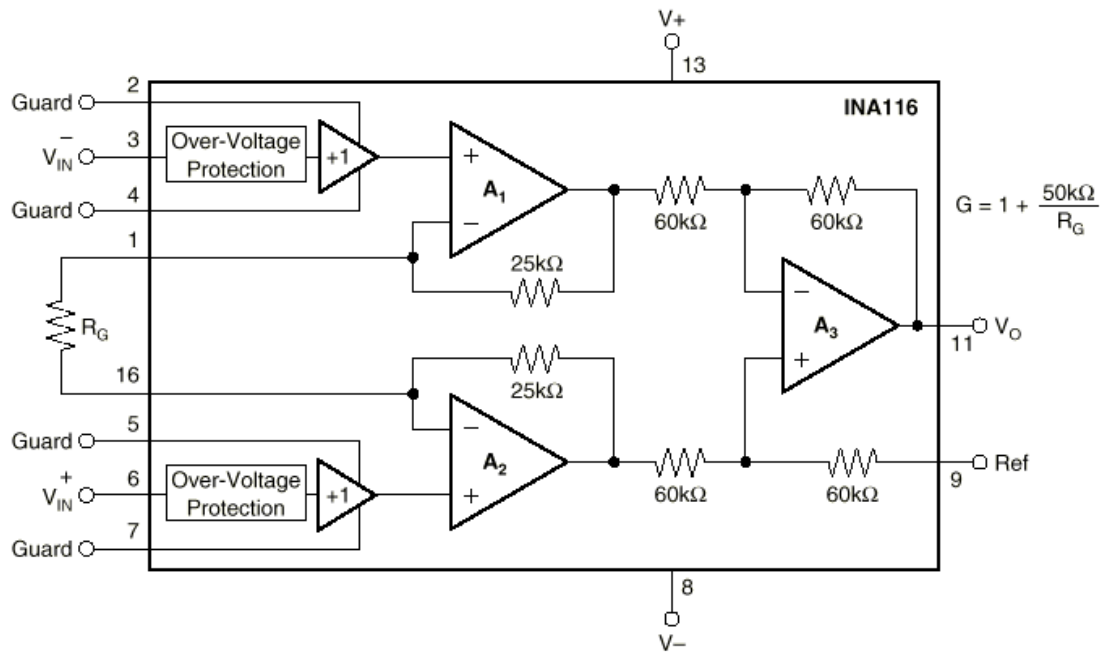 V+
13
INA116
2
Guard
3
V⁻IN
Over-Voltage
Protection
+1
4
Guard
1
+
A1
−
25kΩ
60kΩ
60kΩ
G = 1 + 50kΩ
RG
RG
−
A3
+
11
VO
16
25kΩ
5
Guard
6
V⁺IN
Over-Voltage
Protection
+1
7
Guard
−
A2
+
60kΩ
60kΩ
9
Ref
8
V−